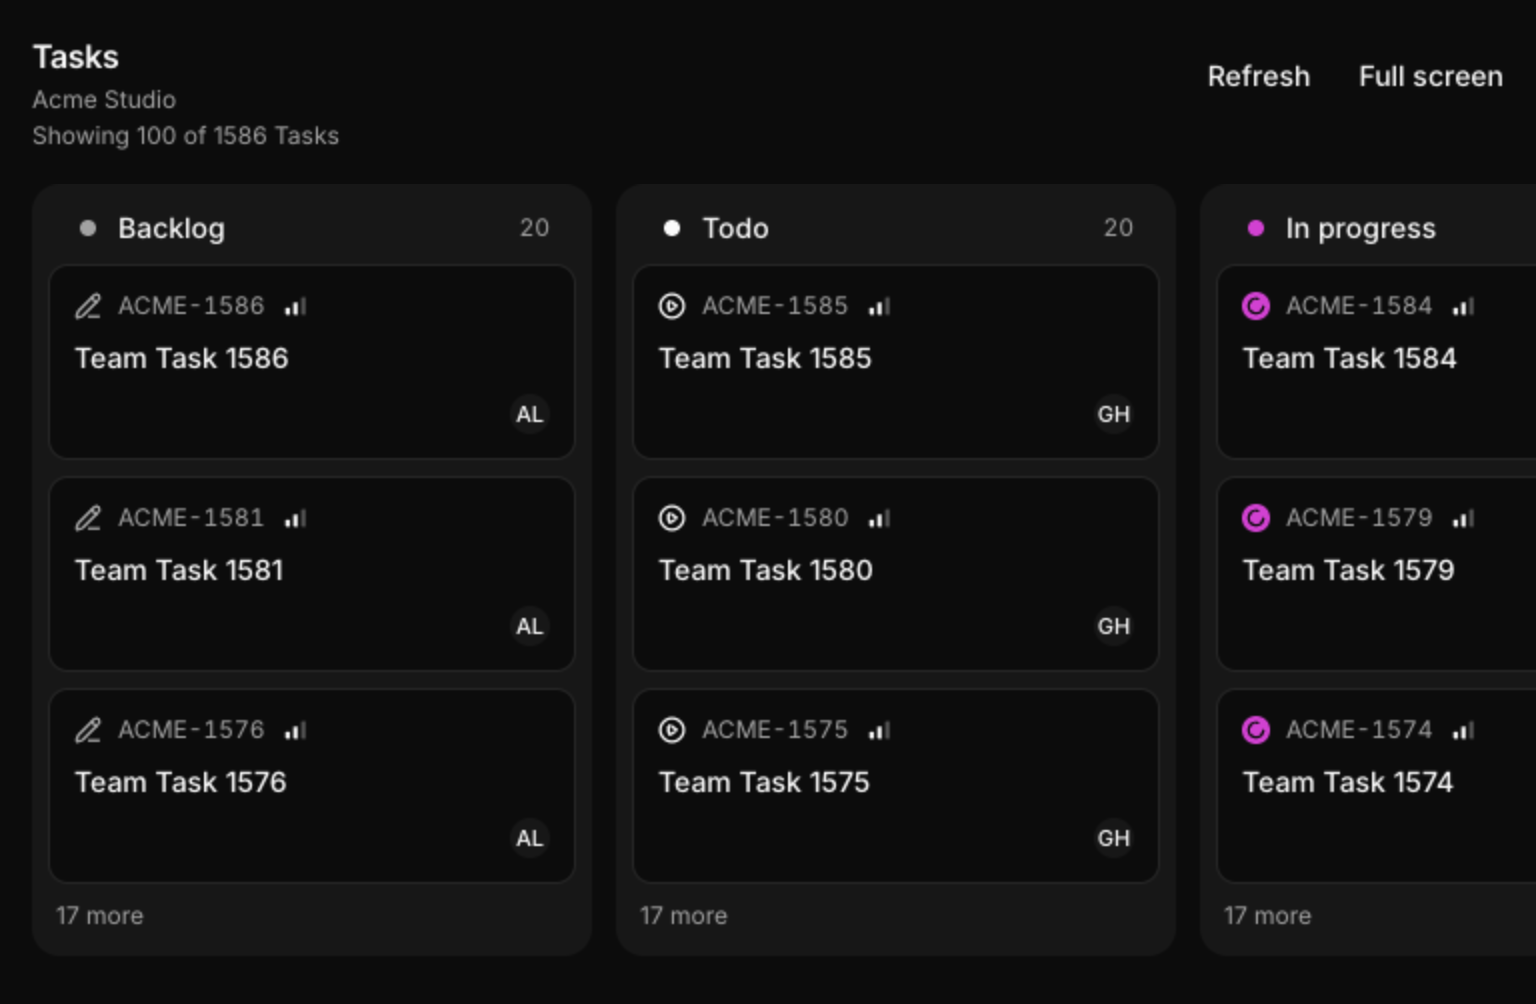 Tasks
Acme Studio
Showing 100 of 1586 Tasks
Refresh
Full screen
Backlog
20
ACME-1586
Team Task 1586
AL
ACME-1581
Team Task 1581
AL
ACME-1576
Team Task 1576
AL
17 more
Todo
20
ACME-1585
Team Task 1585
GH
ACME-1580
Team Task 1580
GH
ACME-1575
Team Task 1575
GH
17 more
In progress
ACME-1584
Team Task 1584
ACME-1579
Team Task 1579
ACME-1574
Team Task 1574
17 more